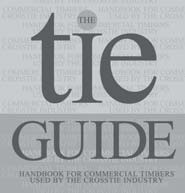 THE
tie
GUIDE
HANDBOOK FOR COMMERCIAL TIMBERS
USED BY THE CROSSTIE INDUSTRY